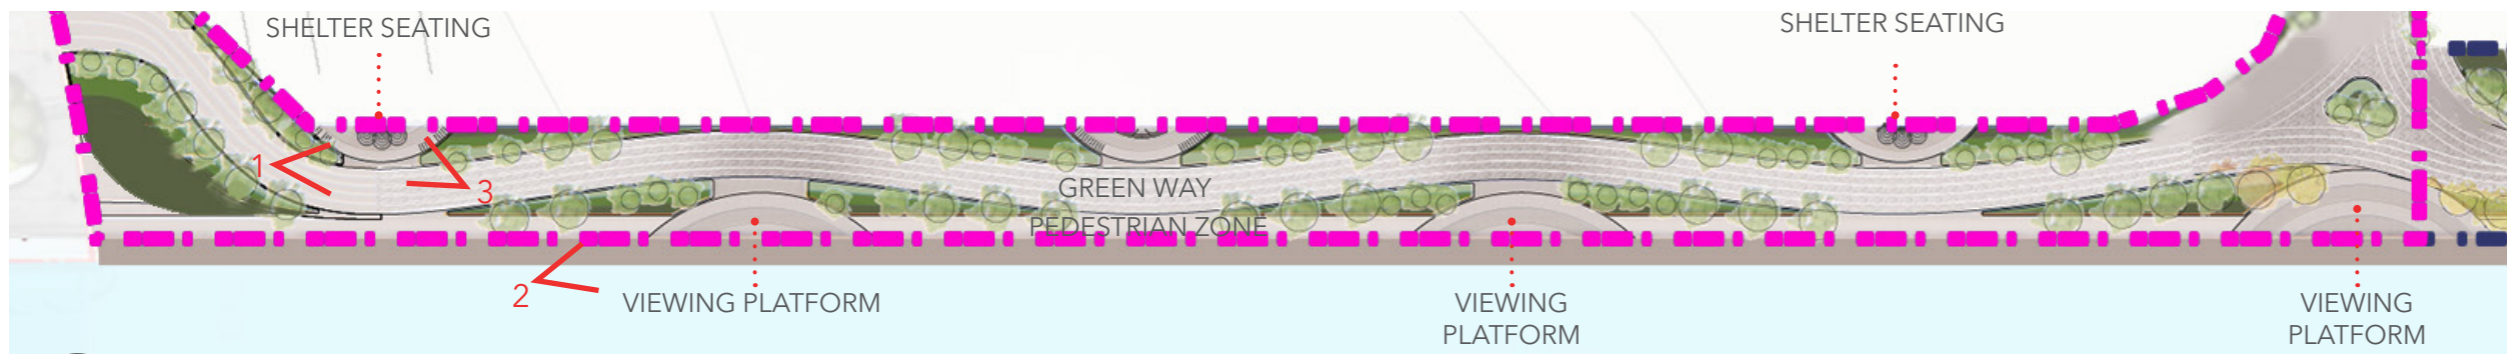 SHELTER SEATING
SHELTER SEATING
1
3
GREEN WAY
PEDESTRIAN ZONE
2
VIEWING PLATFORM
VIEWING
PLATFORM
VIEWING
PLATFORM